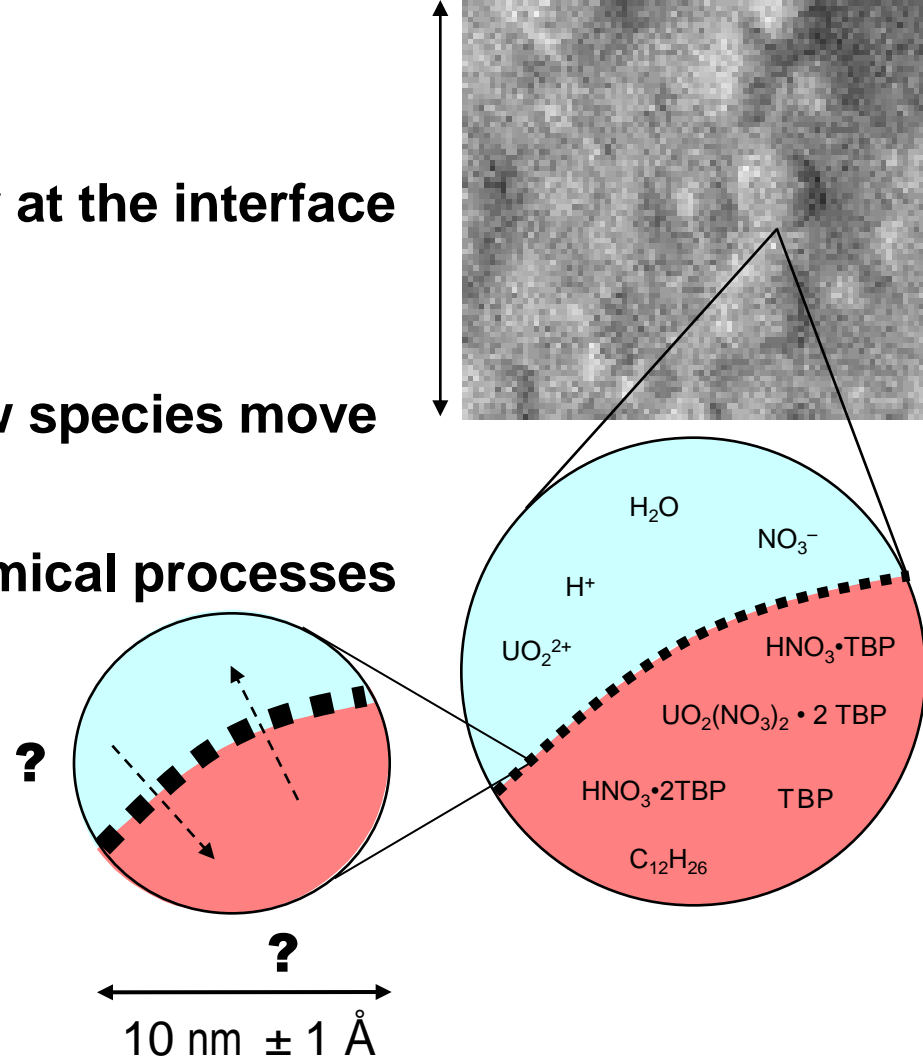 at the interface
species move
processes
H₂O
NO₃⁻
H⁺
UO₂²⁺
HNO₃•TBP
UO₂(NO₃)₂ • 2 TBP
HNO₃•2TBP
TBP
C₁₂H₂₆
?
?
10 nm ± 1 Å